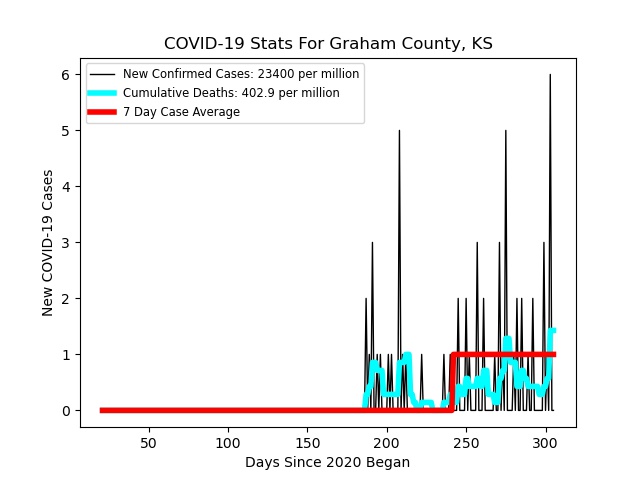 COVID-19 Stats For Graham County, KS
New Confirmed Cases: 23400 per million
Cumulative Deaths: 402.9 per million
7 Day Case Average
New COVID-19 Cases
6
5
4
3
2
1
0
50 100 150 200 250 300
Days Since 2020 Began